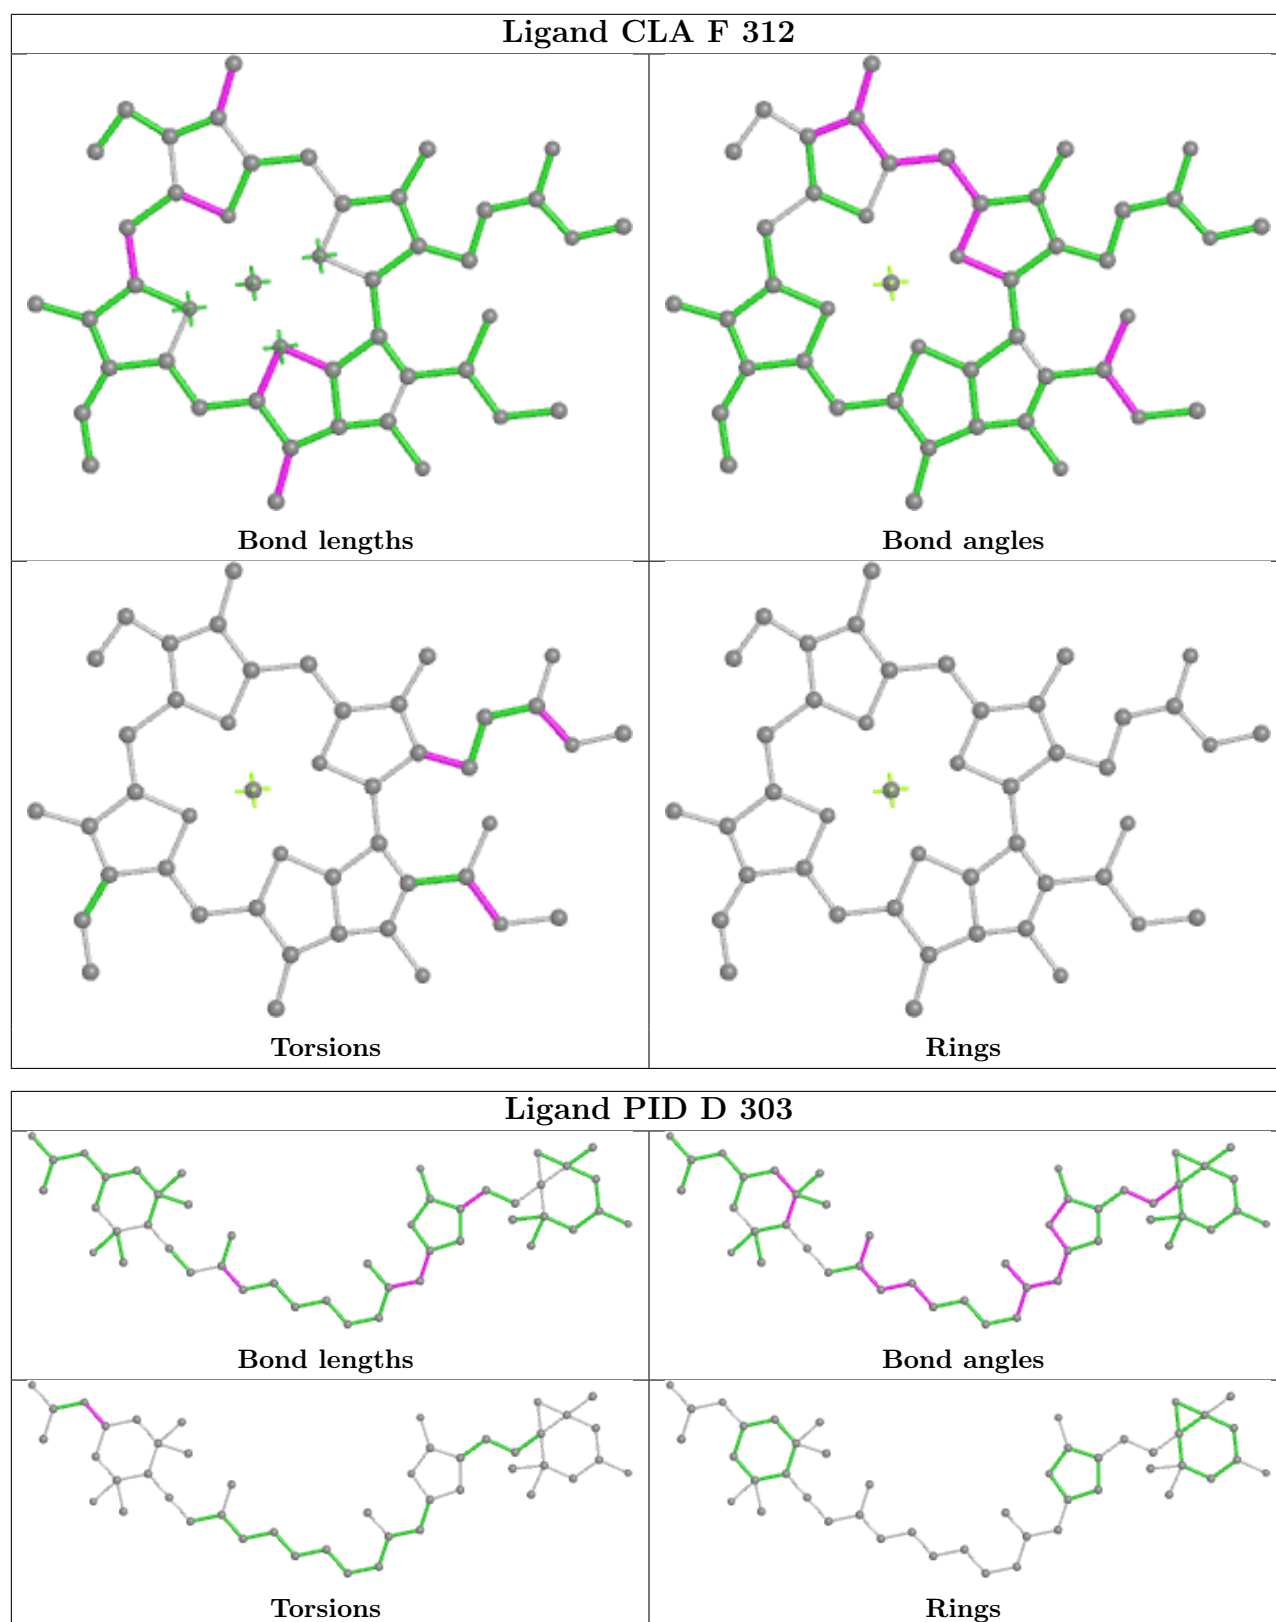 Ligand CLA F 312
Bond lengths
Bond angles
Torsions
Rings
Ligand PID D 303
Bond lengths
Bond angles
Torsions
Rings